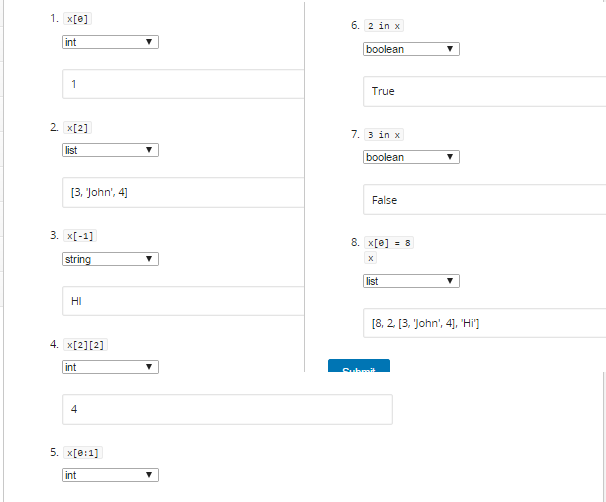 1. x[0]
int
1
2. x[2]
list
[3, 'John', 4]
3. x[-1]
string
HI
4. x[2][2]
int
4
5. x[0:1]
int
6. 2 in x
boolean
True
7. 3 in x
boolean
False
8. x[0] = 8
x
list
[8, 2, [3, 'John', 4], 'Hi']
Submit